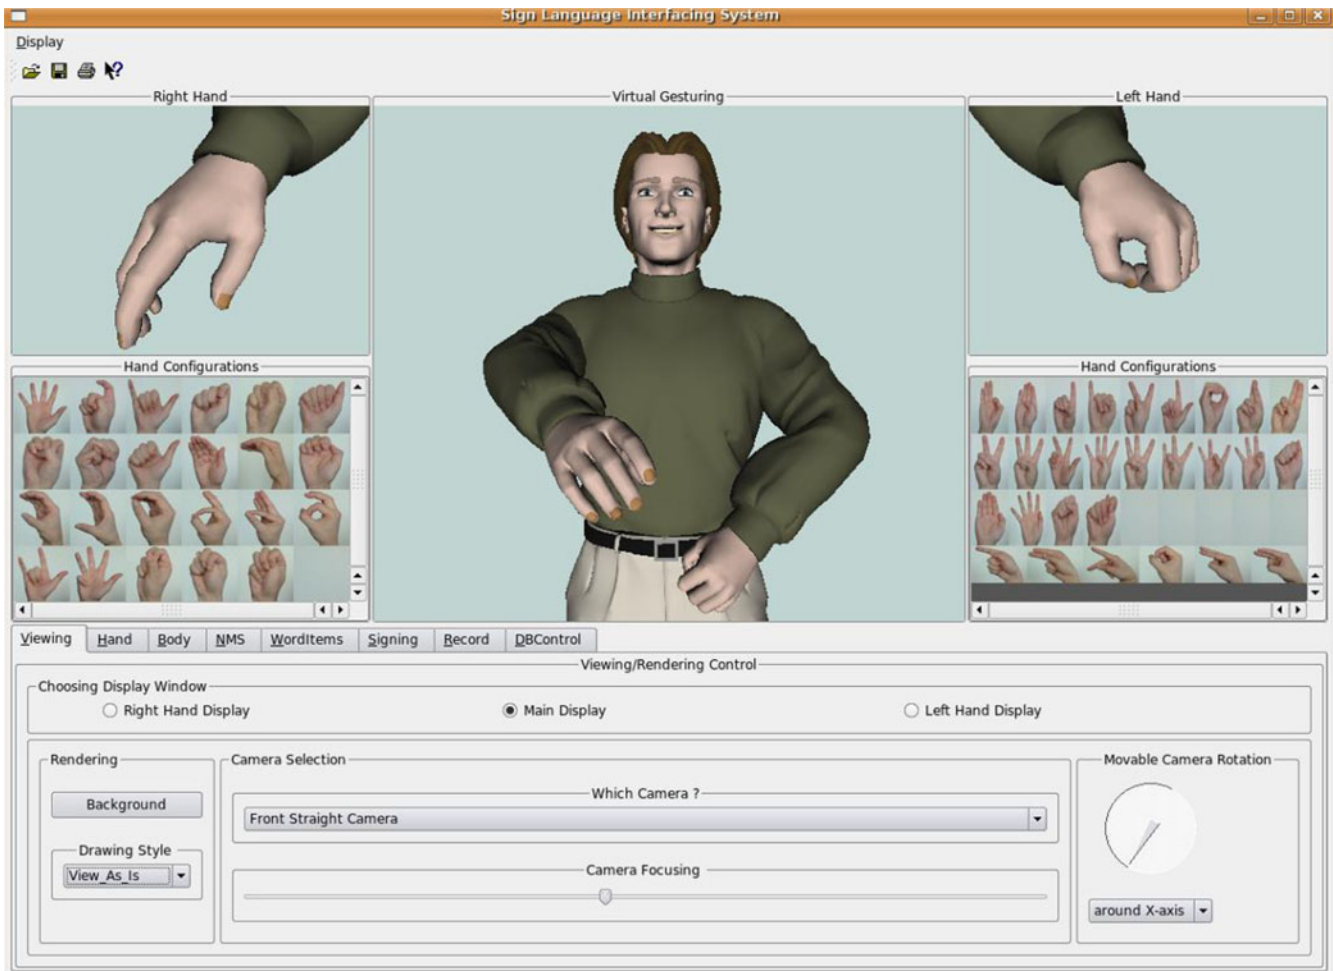 Sign Language Interfacing System
Display
Right Hand
Virtual Gesturing
Left Hand
Hand Configurations
Hand Configurations
Viewing Hand Body NMS WordItems Signing Record DBControl
Viewing/Rendering Control
Choosing Display Window
Right Hand Display Main Display Left Hand Display
Rendering
Camera Selection
Movable Camera Rotation
Which Camera ?
Background
Front Straight Camera
Drawing Style
View_As_Is
Camera Focusing
around X-axis